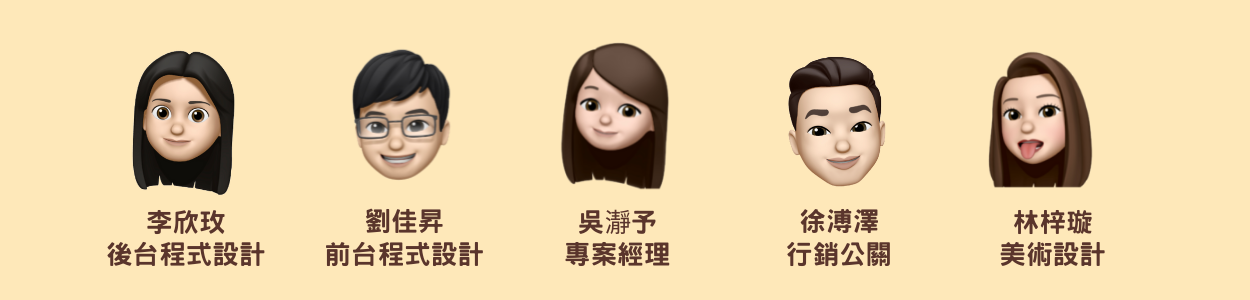 李欣玫
後台程式設計
劉佳昇
前台程式設計
吳瀞予
專案經理
徐溥澤
行銷公關
林梓璇
美術設計